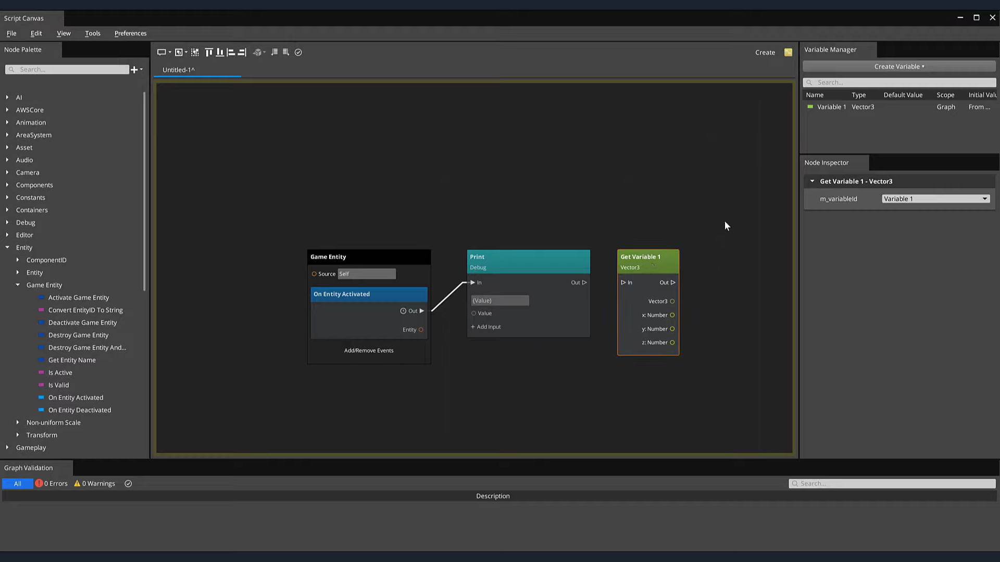 Script Canvas
File Edit View Tools Preferences
Node Palette
Search...
AI
AWSCore
Animation
AreaSystem
Asset
Audio
Camera
Components
Constants
Containers
Debug
Editor
Entity
ComponentID
Entity
Game Entity
Activate Game Entity
Convert EntityID To String
Deactivate Game Entity
Destroy Game Entity
Destroy Game Entity And...
Get Entity Name
Is Active
Is Valid
On Entity Activated
On Entity Deactivated
Non-uniform Scale
Transform
Gameplay
Create
Untitled-1^
Game Entity
Source Self
On Entity Activated
Out
Entity
Add/Remove Events
Print
Debug
In Out
{Value}
Value
+ Add Input
Get Variable 1
Vector3
In Out
Vector3
x: Number
y: Number
z: Number
Variable Manager
Create Variable
Search...
Name Type Default Value Scope Initial Valu
Variable 1 Vector3 Graph From ...
Node Inspector
Get Variable 1 - Vector3
m_variableId Variable 1
Graph Validation
All 0 Errors 0 Warnings
Search...
Description